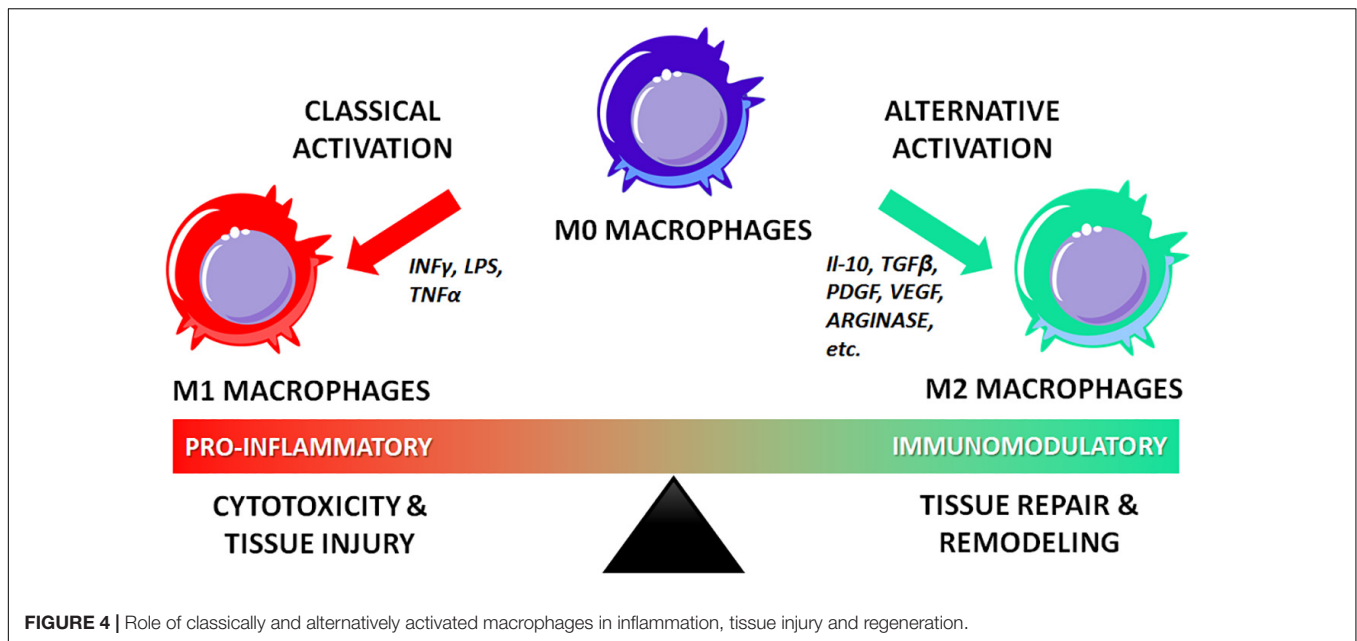 CLASSICAL
ACTIVATION
ALTERNATIVE
ACTIVATION
M0 MACROPHAGES
INFγ, LPS,
TNFα
Il-10, TGFβ,
PDGF, VEGF,
ARGINASE,
etc.
M1 MACROPHAGES
M2 MACROPHAGES
PRO-INFLAMMATORY
IMMUNOMODULATORY
CYTOTOXICITY &
TISSUE INJURY
TISSUE REPAIR &
REMODELING
FIGURE 4 | Role of classically and alternatively activated macrophages in inflammation, tissue injury and regeneration.